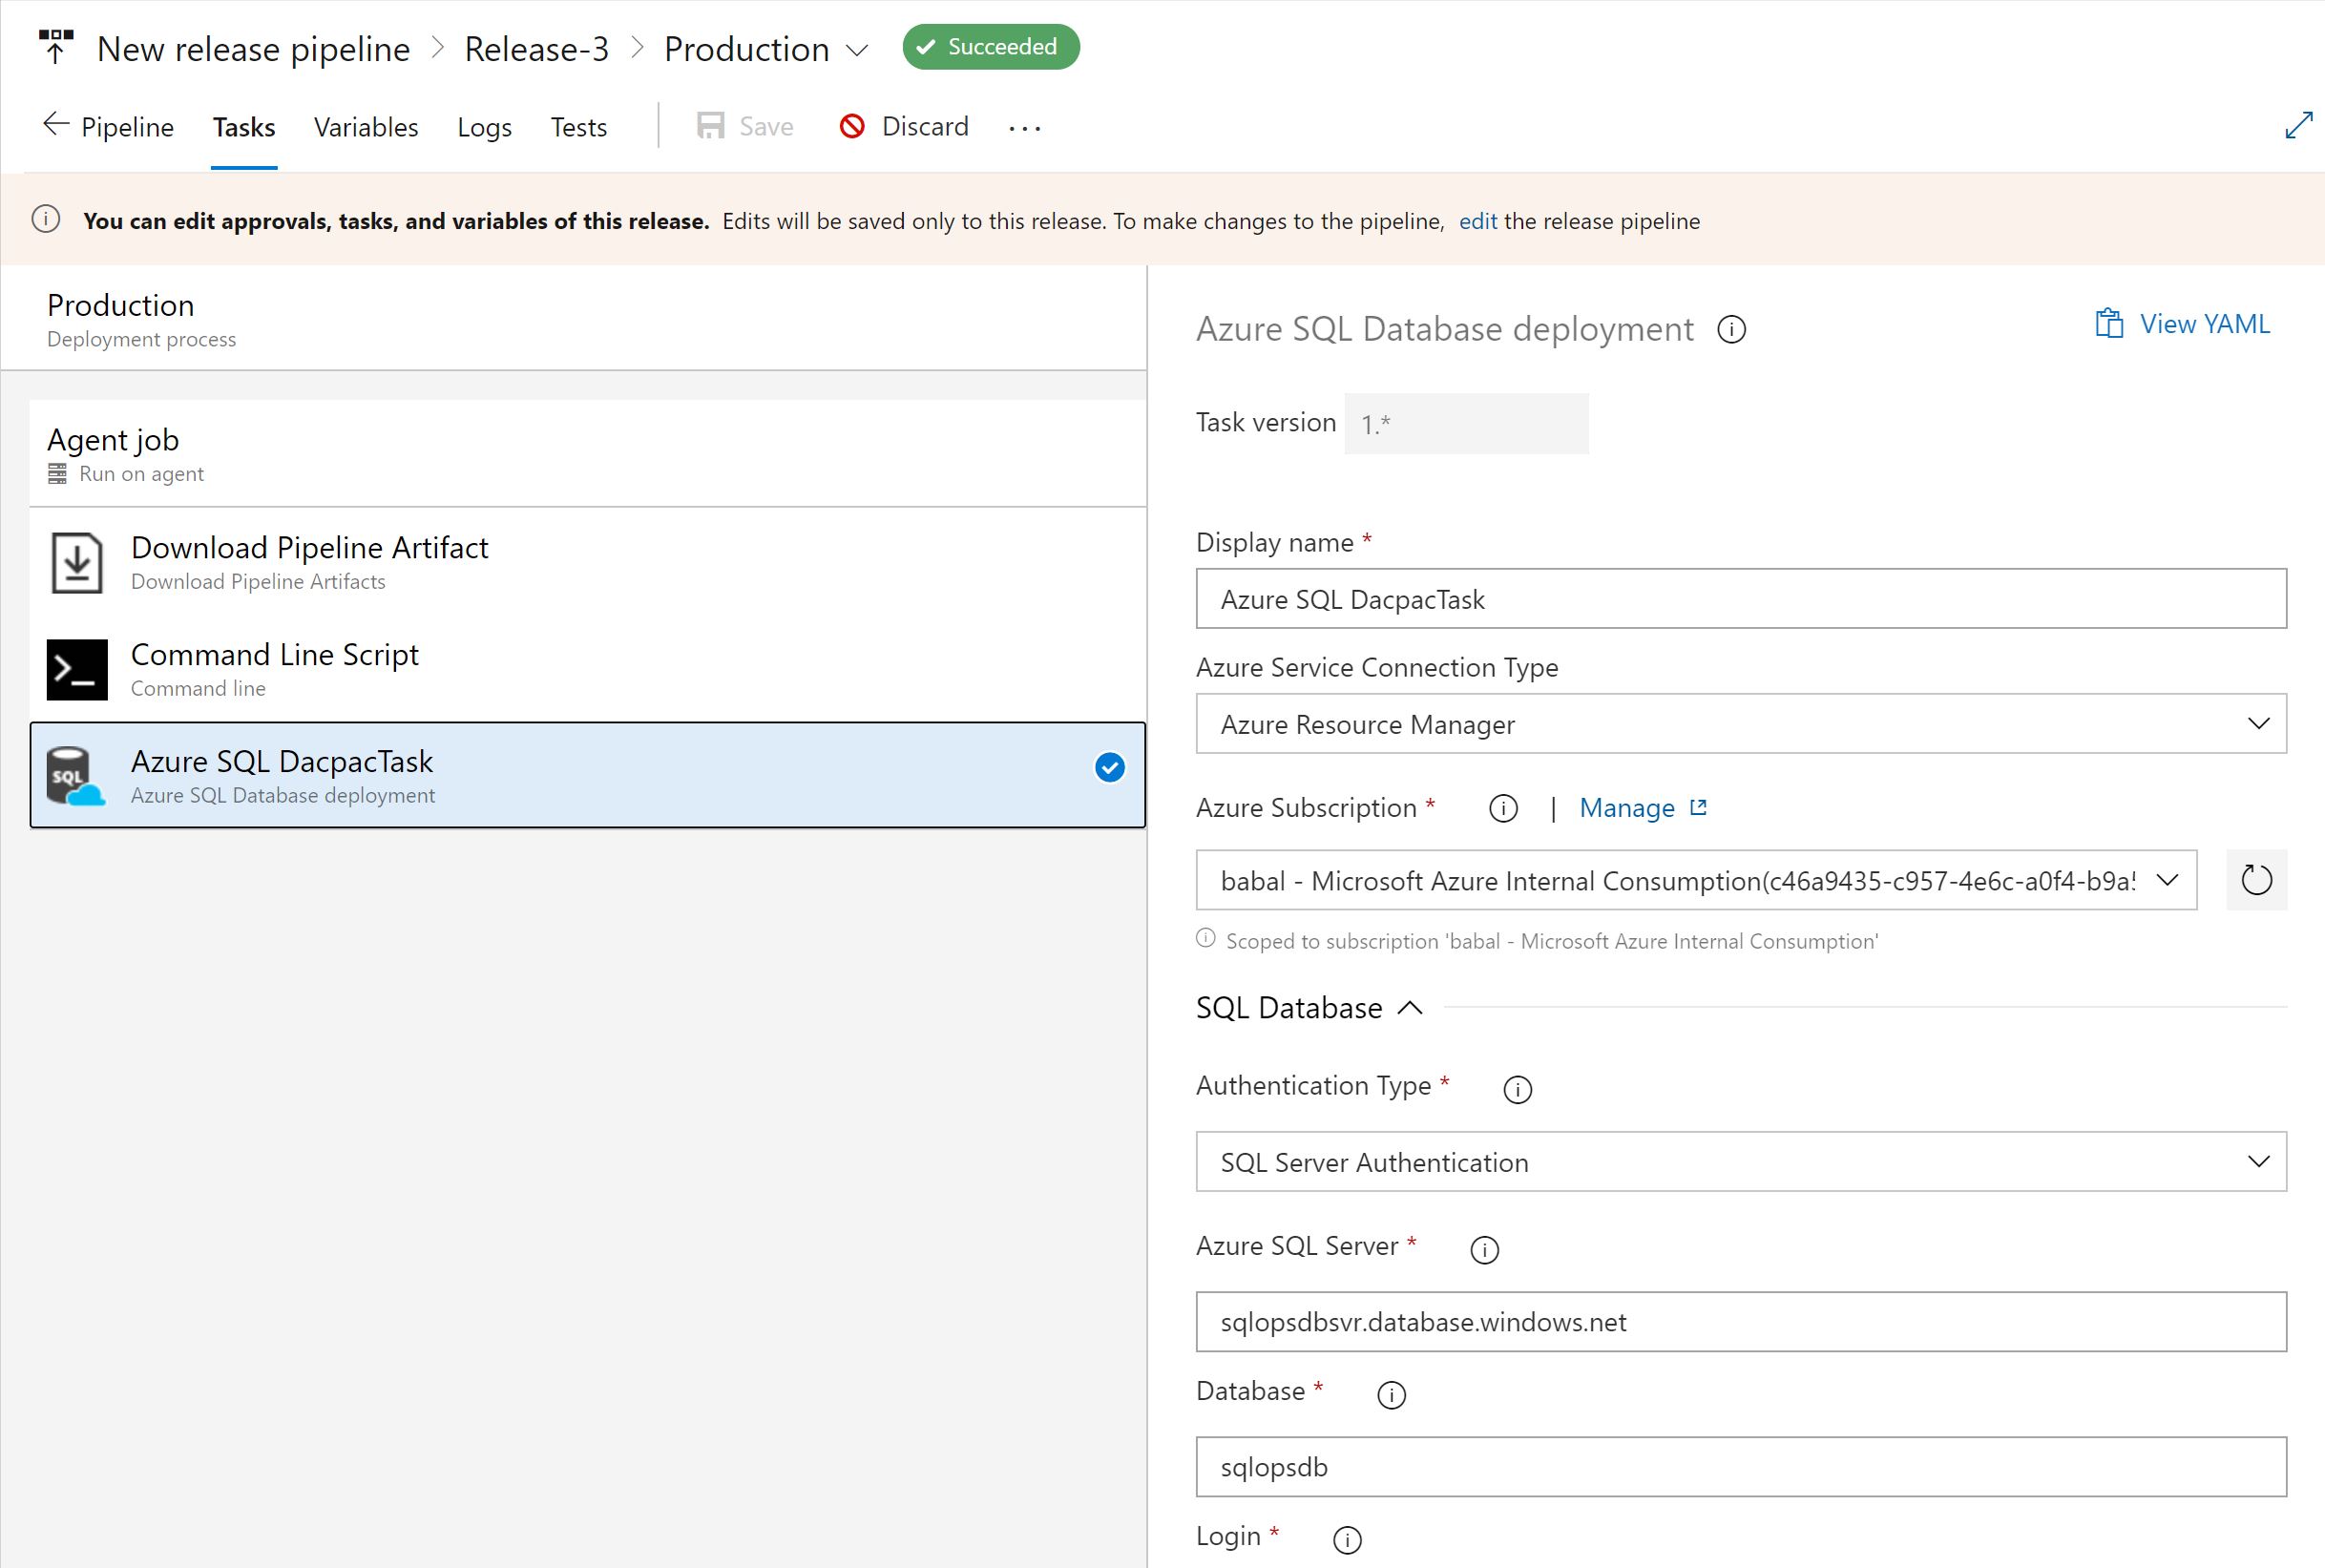 New release pipeline > Release-3 > Production Succeeded
Pipeline Tasks Variables Logs Tests Save Discard ...
You can edit approvals, tasks, and variables of this release. Edits will be saved only to this release. To make changes to the pipeline, edit the release pipeline
Production
Deployment process
Agent job
Run on agent
Download Pipeline Artifact
Download Pipeline Artifacts
Command Line Script
Command line
SQL
Azure SQL DacpacTask
Azure SQL Database deployment
Azure SQL Database deployment
View YAML
Task version 1.*
Display name *
Azure SQL DacpacTask
Azure Service Connection Type
Azure Resource Manager
Azure Subscription * | Manage
babal - Microsoft Azure Internal Consumption(c46a9435-c957-4e6c-a0f4-b9a5
Scoped to subscription 'babal - Microsoft Azure Internal Consumption'
SQL Database
Authentication Type *
SQL Server Authentication
Azure SQL Server *
sqlopsdbsvr.database.windows.net
Database *
sqlopsdb
Login *